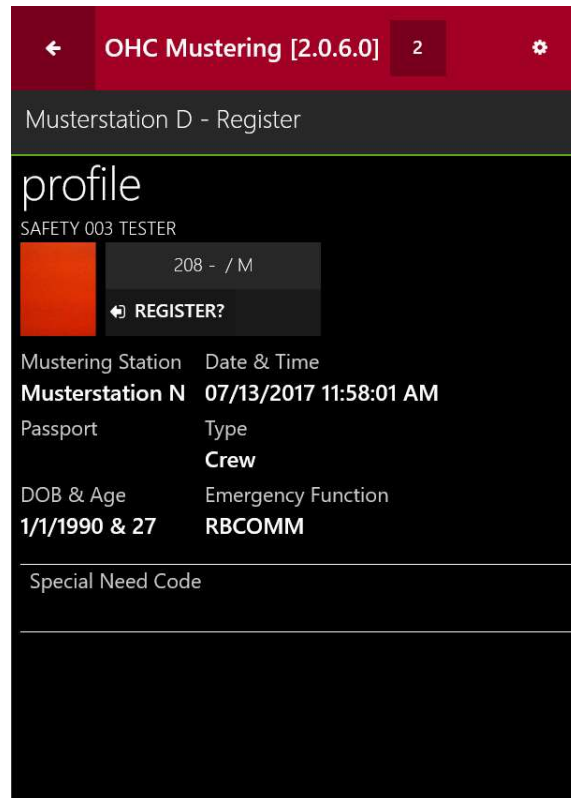 OHC Mustering [2.0.6.0] 2
Musterstation D - Register
profile
SAFETY 003 TESTER
208 - / M
REGISTER?
Mustering Station Date & Time
Musterstation N 07/13/2017 11:58:01 AM
Passport Type
Crew
DOB & Age Emergency Function
1/1/1990 & 27 RBCOMM
Special Need Code